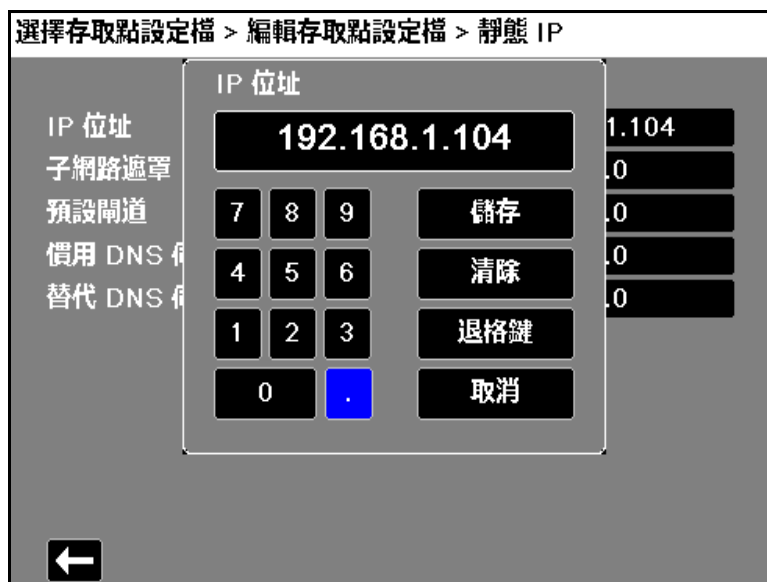 選擇存取點設定檔 > 編輯存取點設定檔 > 靜態 IP
IP 位址
192.168.1.104
IP 位址
1.104
子網路遮罩
.0
預設閘道
.0
慣用 DNS
.0
替代 DNS
.0
7 8 9 儲存
4 5 6 清除
1 2 3 退格鍵
0 . 取消